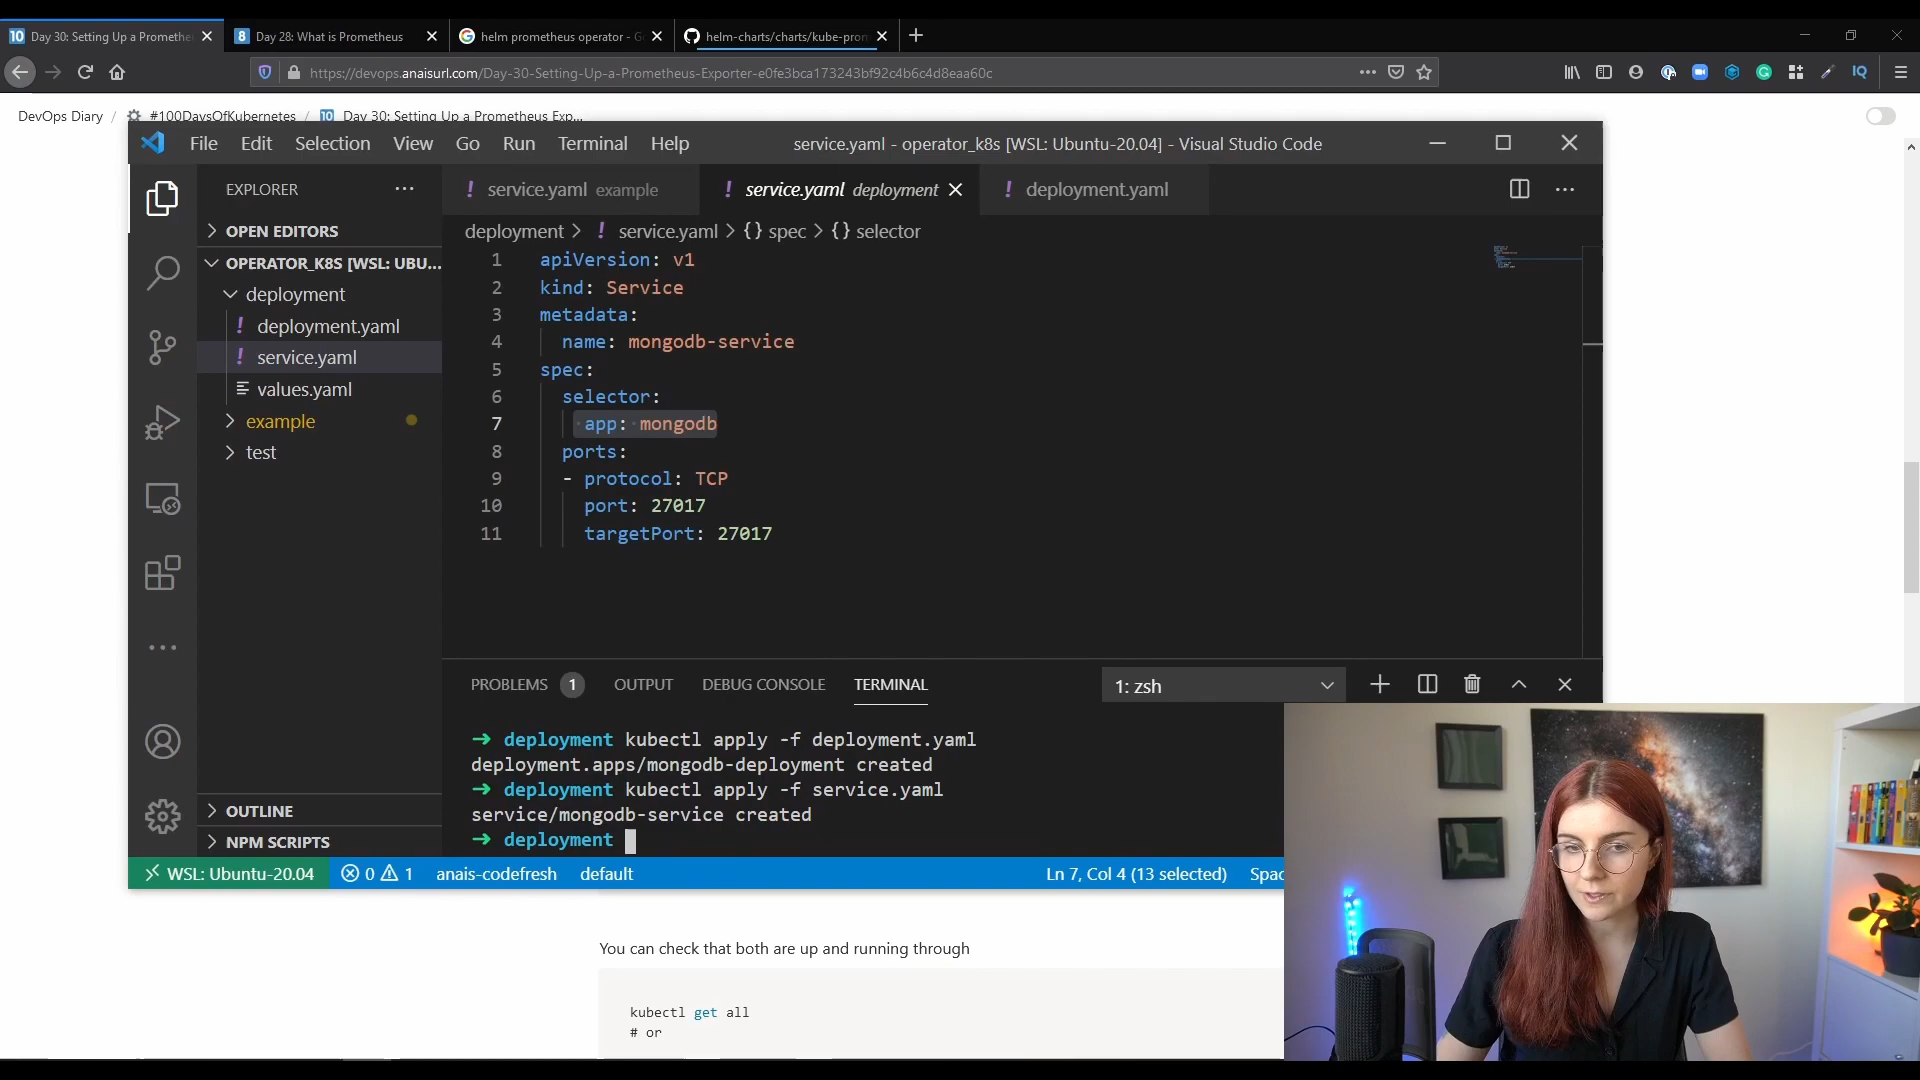 Day 30: Setting Up a Promethe
Day 28: What is Prometheus
helm prometheus operator - G
helm-charts/charts/kube-pron
https://devops.anaisurl.com/Day-30-Setting-Up-a-Prometheus-Exporter-e0fe3bca173243bf92c4b6c4d8eaa60c
DevOps Diary / #100DaysOfKubernetes / 10 Day 30: Setting Up a Prometheus Exp...
File Edit Selection View Go Run Terminal Help
service.yaml - operator_k8s [WSL: Ubuntu-20.04] - Visual Studio Code
EXPLORER
OPEN EDITORS
OPERATOR_K8S [WSL: UBU...
deployment
! deployment.yaml
! service.yaml
values.yaml
example
test
OUTLINE
NPM SCRIPTS
! service.yaml example
! service.yaml deployment
! deployment.yaml
deployment > ! service.yaml > {} spec > {} selector
1 apiVersion: v1
2 kind: Service
3 metadata:
4 name: mongodb-service
5 spec:
6 selector:
7 app: mongodb
8 ports:
9 - protocol: TCP
10 port: 27017
11 targetPort: 27017
PROBLEMS 1 OUTPUT DEBUG CONSOLE TERMINAL
1: zsh
→ deployment kubectl apply -f deployment.yaml
deployment.apps/mongodb-deployment created
→ deployment kubectl apply -f service.yaml
service/mongodb-service created
→ deployment
WSL: Ubuntu-20.04 0 1 anais-codefresh default Ln 7, Col 4 (13 selected) Spac
You can check that both are up and running through
kubectl get all
# or